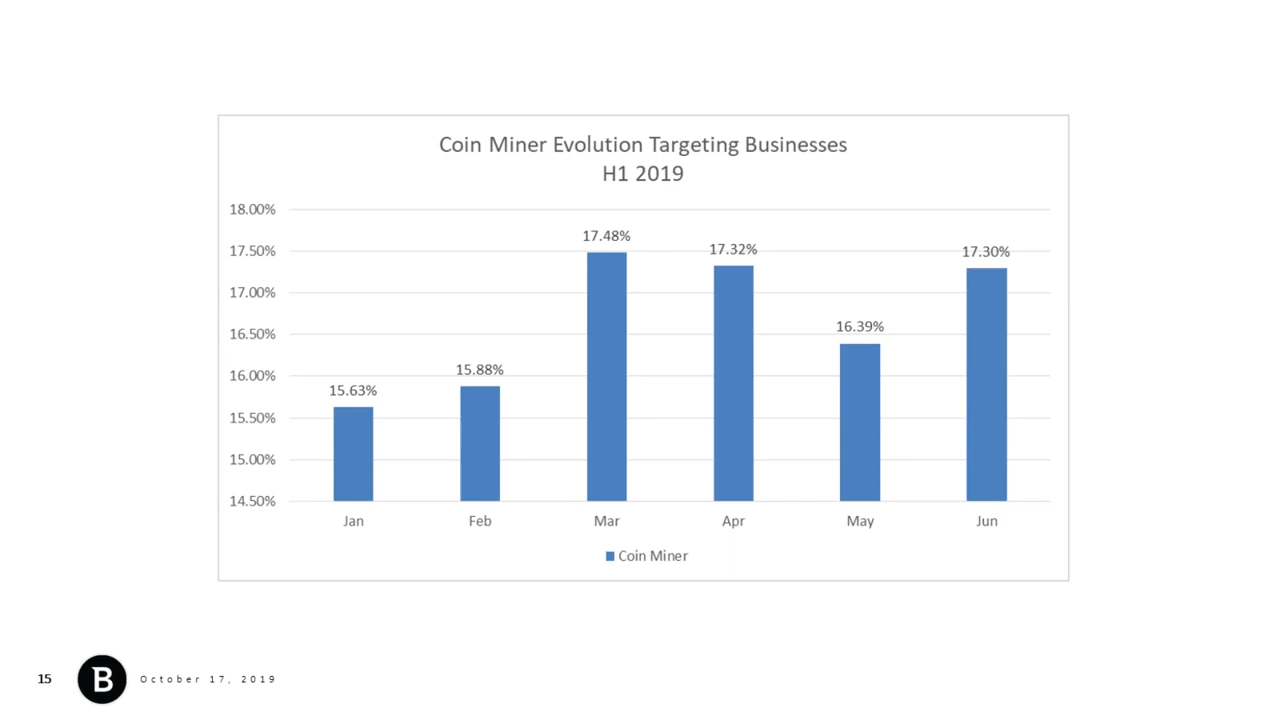 Coin Miner Evolution Targeting Businesses
H1 2019
18.00%
17.50%
17.00%
16.50%
16.00%
15.50%
15.00%
14.50%
15.63%
15.88%
17.48%
17.32%
16.39%
17.30%
Jan Feb Mar Apr May Jun
Coin Miner
15 B October 17, 2019